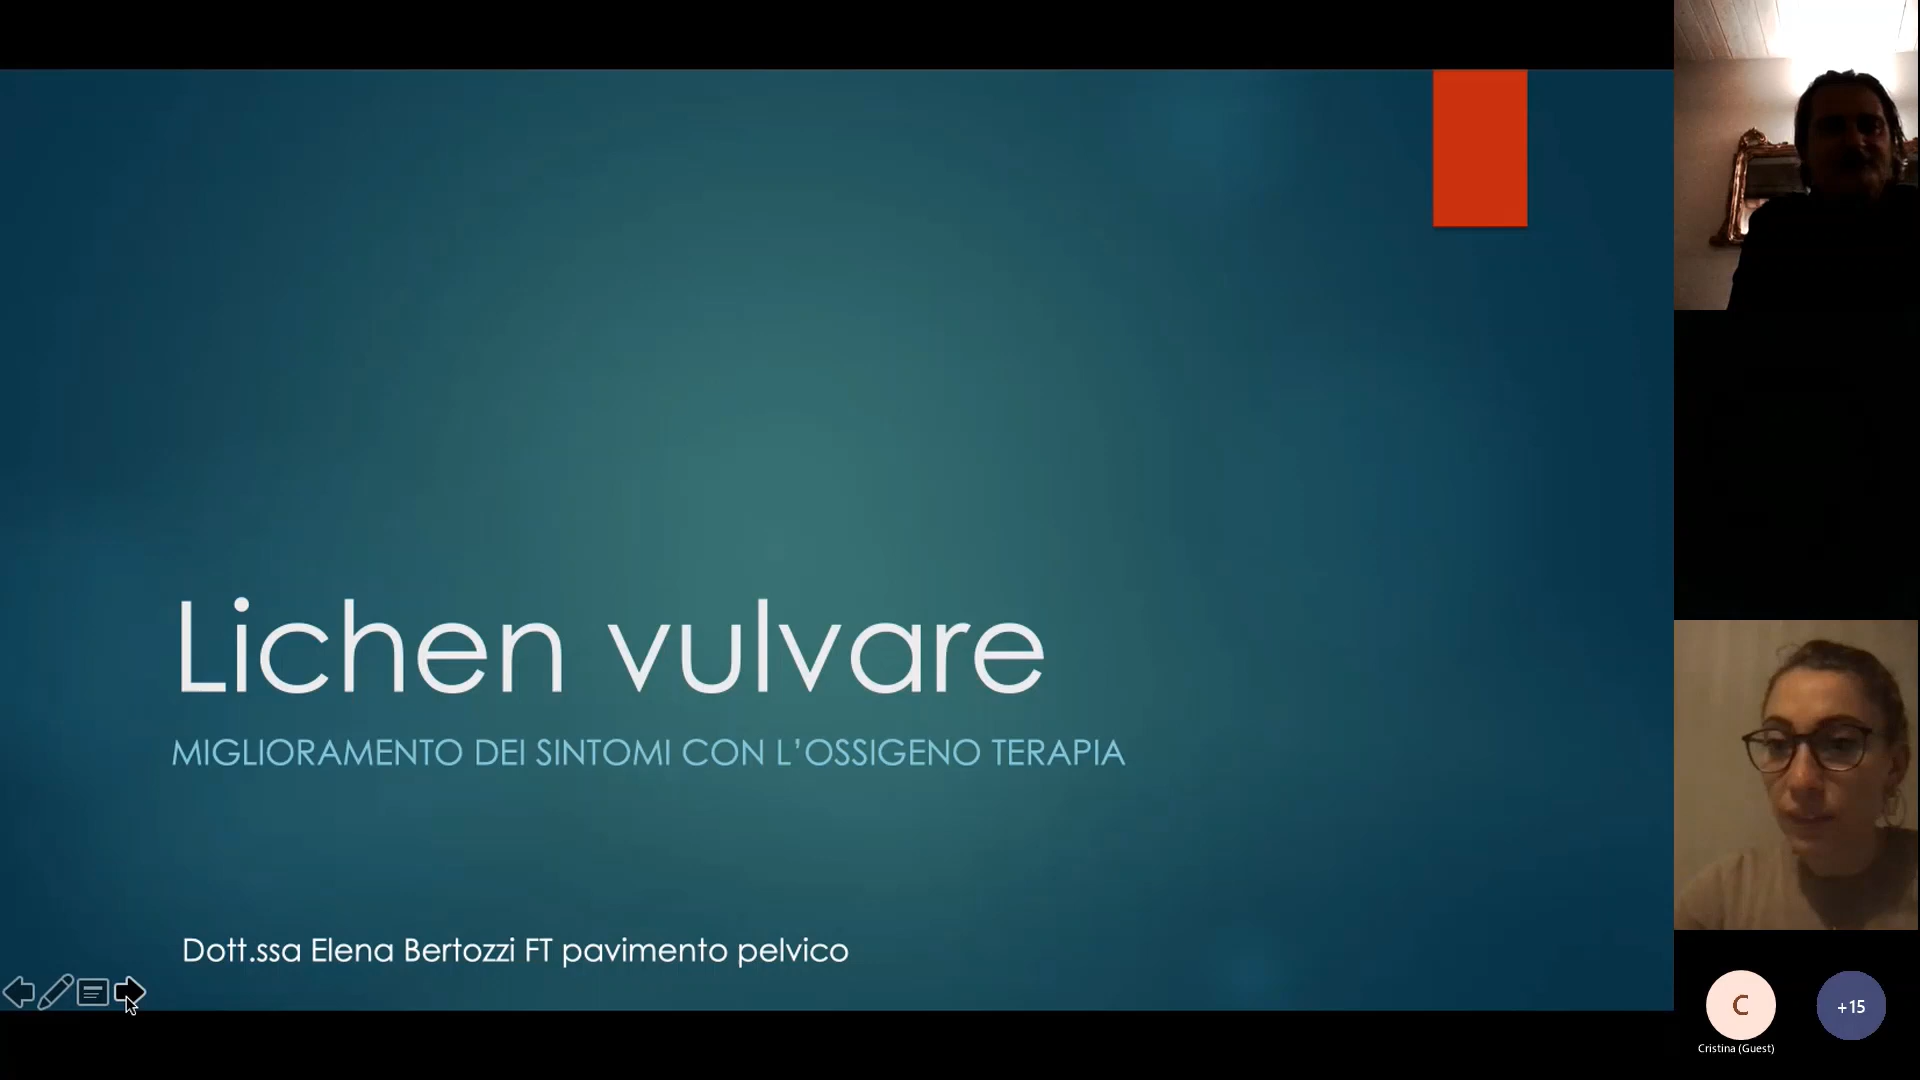 Lichen vulvare
MIGLIORAMENTO DEI SINTOMI CON L’OSSIGENO TERAPIA
Dott.ssa Elena Bertozzi FT pavimento pelvico
C
+15
Cristina (Guest)